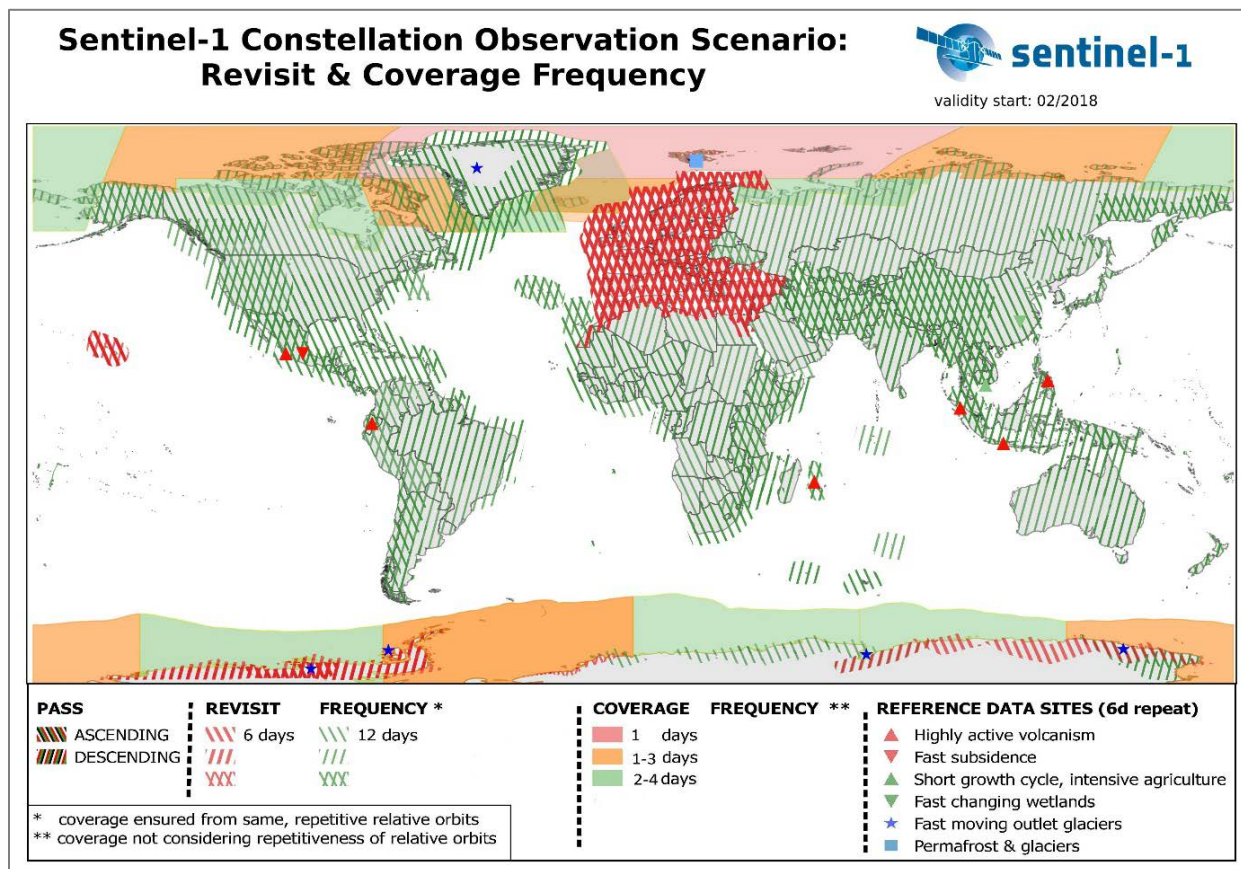 Sentinel-1 Constellation Observation Scenario:
Revisit & Coverage Frequency
sentinel-1
validity start: 02/2018
PASS
ASCENDING
DESCENDING
REVISIT FREQUENCY *
6 days 12 days
COVERAGE FREQUENCY **
1 days
1-3 days
2-4 days
REFERENCE DATA SITES (6d repeat)
Highly active volcanism
Fast subsidence
Short growth cycle, intensive agriculture
Fast changing wetlands
Fast moving outlet glaciers
Permafrost & glaciers
* coverage ensured from same, repetitive relative orbits
** coverage not considering repetitiveness of relative orbits